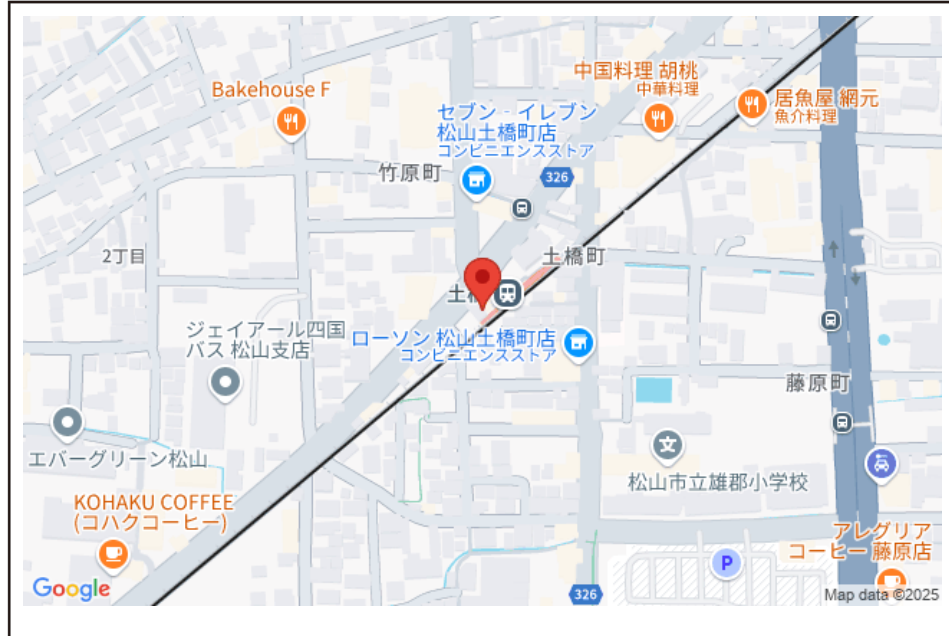 Bakehouse F
中国料理 胡桃
中華料理
居魚屋 網元
魚介料理
セブン‐イレブン
松山土橋町店
コンビニエンスストア
竹原町
326
2丁目
土橋町
土橋
ジェイアール四国
バス 松山支店
ローソン 松山土橋町店
コンビニエンスストア
藤原町
エバーグリーン松山
文
松山市立雄郡小学校
KOHAKU COFFEE
(コハクコーヒー)
アレグリア
コーヒー 藤原店
P
326
Google
Map data ©2025